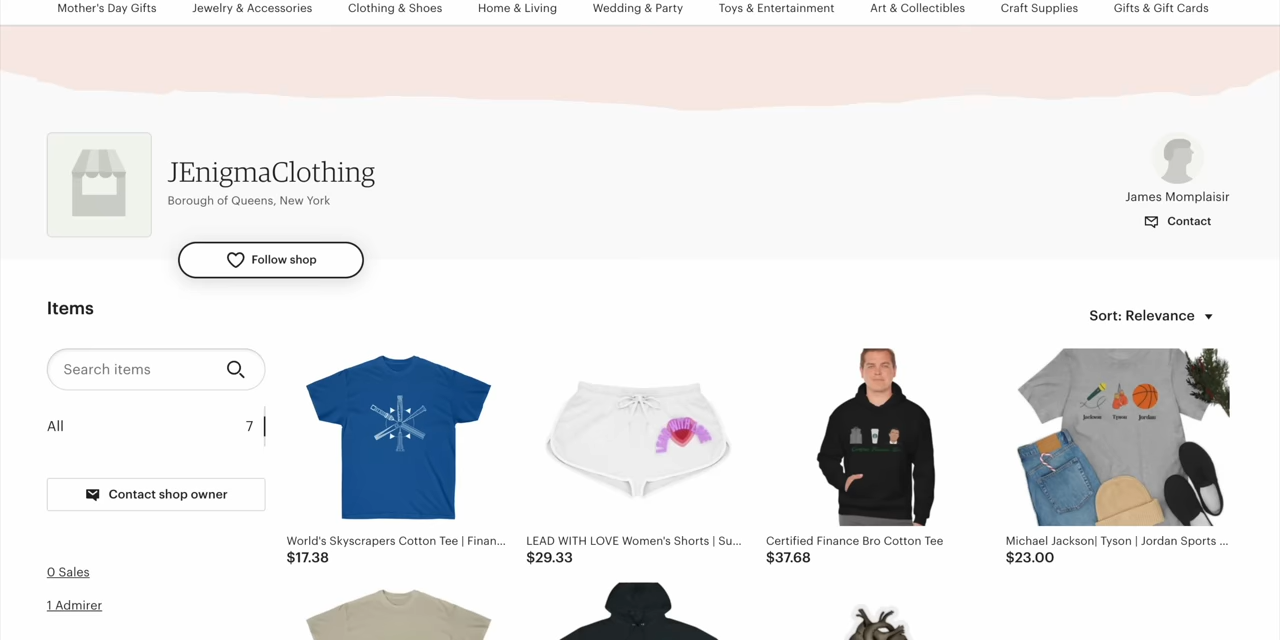 Mother's Day Gifts
Jewelry & Accessories
Clothing & Shoes
Home & Living
Wedding & Party
Toys & Entertainment
Art & Collectibles
Craft Supplies
Gifts & Gift Cards
JEnigmaClothing
Borough of Queens, New York
James Momplaisir
Contact
Follow shop
Items
Sort: Relevance
Search items
All 7
Contact shop owner
0 Sales
1 Admirer
WITH
Jackson Tyson Jordan
World's Skyscrapers Cotton Tee | Finan...
$17.38
LEAD WITH LOVE Women's Shorts | Su...
$29.33
Certified Finance Bro Cotton Tee
$37.68
Michael Jackson| Tyson | Jordan Sports ...
$23.00